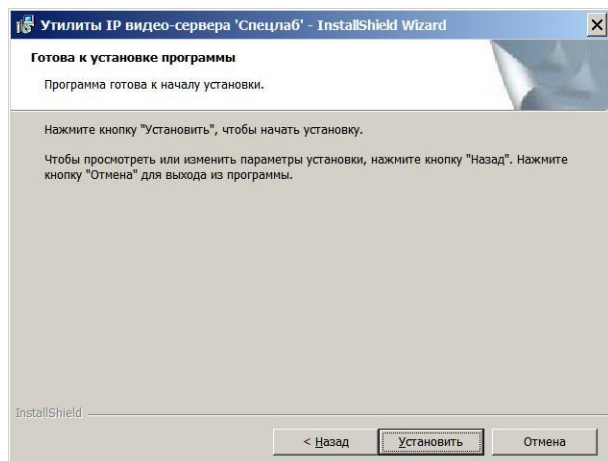 Утилиты IP видео-сервера 'Спецлаб' - InstallShield Wizard
Готова к установке программы
Программа готова к началу установки.
Нажмите кнопку "Установить", чтобы начать установку.
Чтобы просмотреть или изменить параметры установки, нажмите кнопку "Назад". Нажмите
кнопку "Отмена" для выхода из программы.
InstallShield
< Назад Установить Отмена